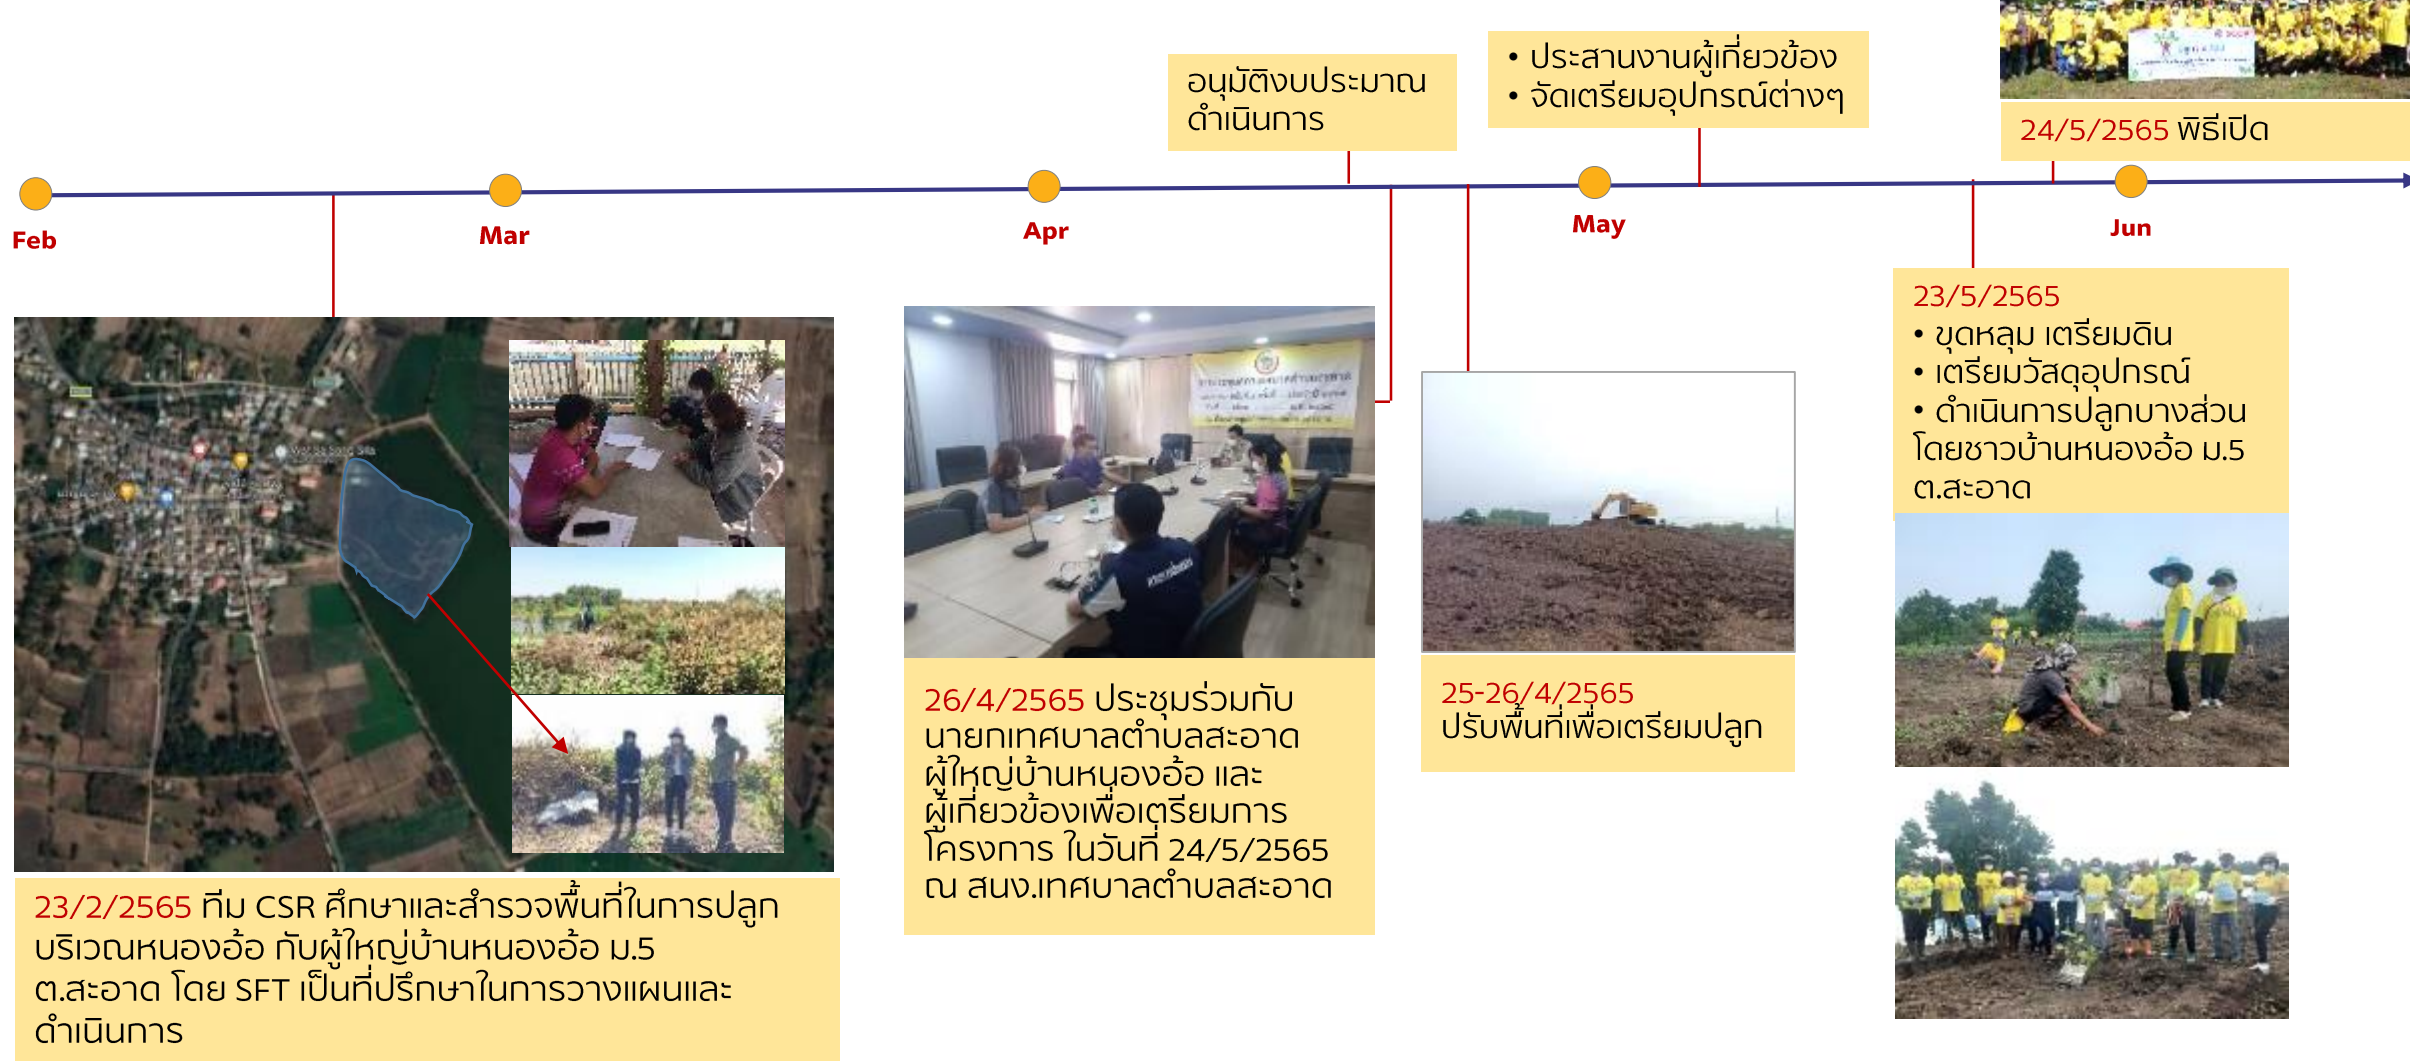 อนุมัติงบประมาณ
ดำเนินการ
• ประสานงานผู้เกี่ยวข้อง
• จัดเตรียมอุปกรณ์ต่างๆ
24/5/2565 พิธีเปิด
Feb
Mar
Apr
May
Jun
23/2/2565 ทีม CSR ศึกษาและสำรวจพื้นที่ในการปลูก
บริเวณหนองอ้อ กับผู้ใหญ่บ้านหนองอ้อ ม.5
ต.สะอาด โดย SFT เป็นที่ปรึกษาในการวางแผนและ
ดำเนินการ
26/4/2565 ประชุมร่วมกับ
นายกเทศบาลตำบลสะอาด
ผู้ใหญ่บ้านหนองอ้อ และ
ผู้เกี่ยวข้องเพื่อเตรียมการ
โครงการ ในวันที่ 24/5/2565
ณ สนง.เทศบาลตำบลสะอาด
25-26/4/2565
ปรับพื้นที่เพื่อเตรียมปลูก
23/5/2565
• ขุดหลุม เตรียมดิน
• เตรียมวัสดุอุปกรณ์
• ดำเนินการปลูกบางส่วน
โดยชาวบ้านหนองอ้อ ม.5
ต.สะอาด